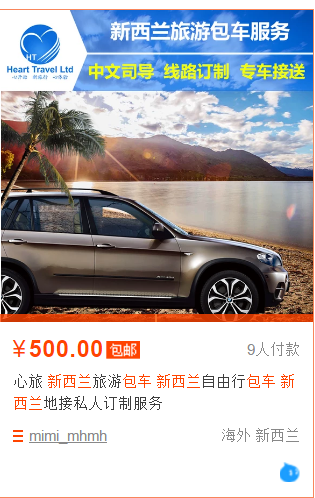 新西兰旅游包车服务
HT
Heart Travel Ltd
中文司导 线路订制 专车接送
¥500.00 包邮
9人付款
心旅 新西兰旅游包车 新西兰自由行包车 新
西兰地接私人订制服务
mimi_mhmh
海外 新西兰